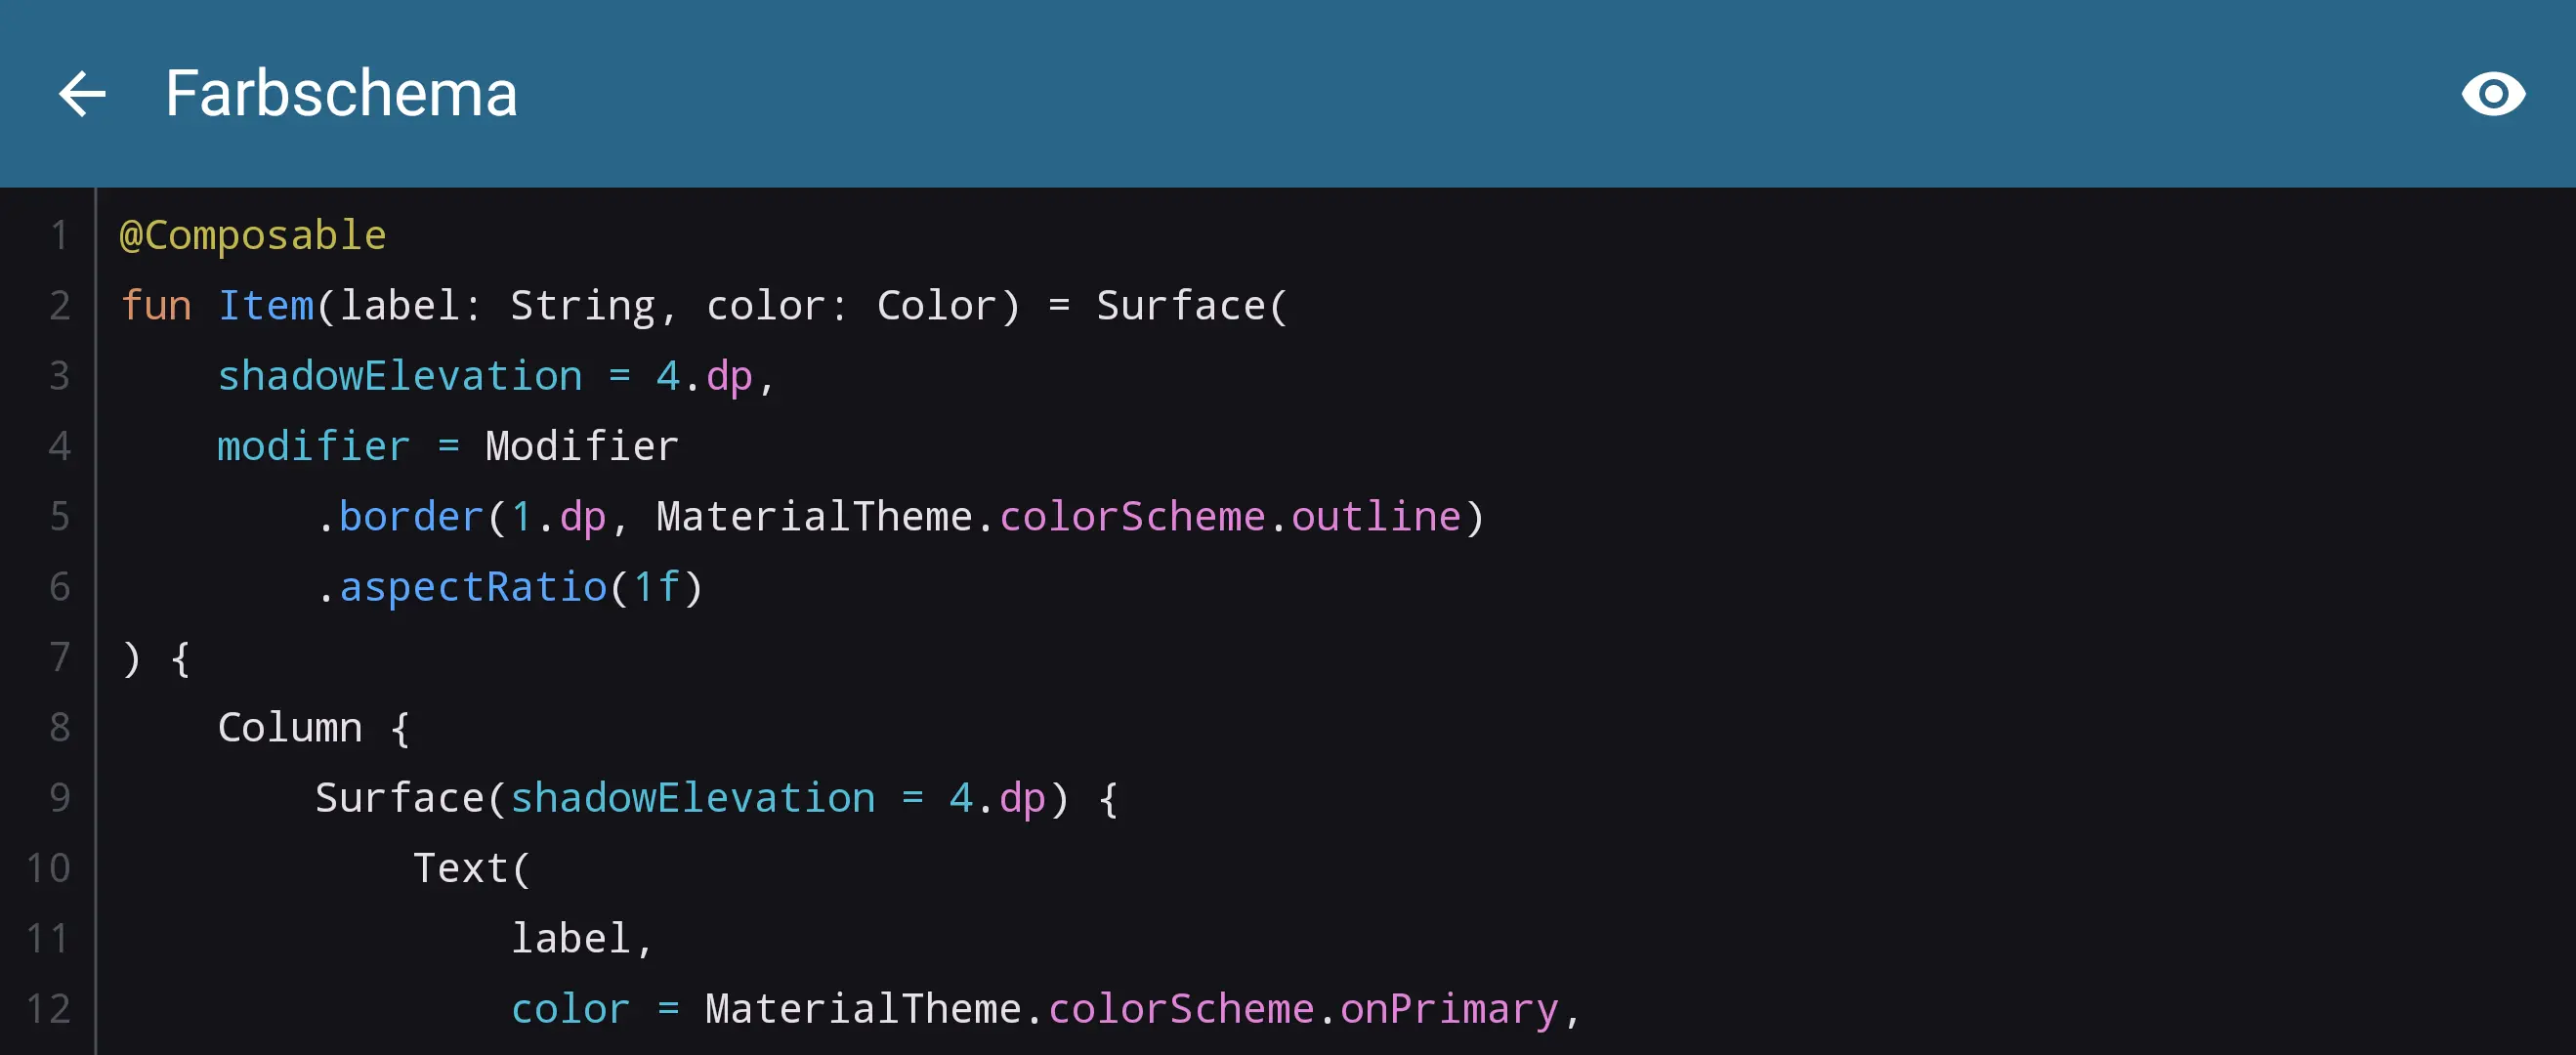 Farbschema
1 @Composable
2 fun Item(label: String, color: Color) = Surface(
3     shadowElevation = 4.dp,
4     modifier = Modifier
5         .border(1.dp, MaterialTheme.colorScheme.outline)
6         .aspectRatio(1f)
7 ) {
8     Column {
9         Surface(shadowElevation = 4.dp) {
10             Text(
11                 label,
12                 color = MaterialTheme.colorScheme.onPrimary,